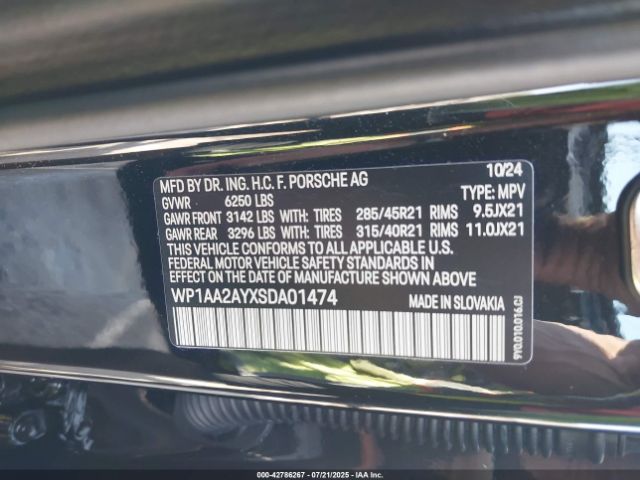 MFD BY DR. ING. H.C. F. PORSCHE AG 10/24
GVWR 6250 LBS TYPE: MPV
GAWR FRONT 3142 LBS WITH: TIRES 285/45R21 RIMS 9.5JX21
GAWR REAR 3296 LBS WITH: TIRES 315/40R21 RIMS 11.0JX21
THIS VEHICLE CONFORMS TO ALL APPLICABLE U.S.
FEDERAL MOTOR VEHICLE SAFETY STANDARDS IN
EFFECT ON THE DATE OF MANUFACTURE SHOWN ABOVE
WP1AA2AYXSDA01474 MADE IN SLOVAKIA
9Y0.010.016.CJ
000-42786267 - 07/21/2025 - IAAI.COM